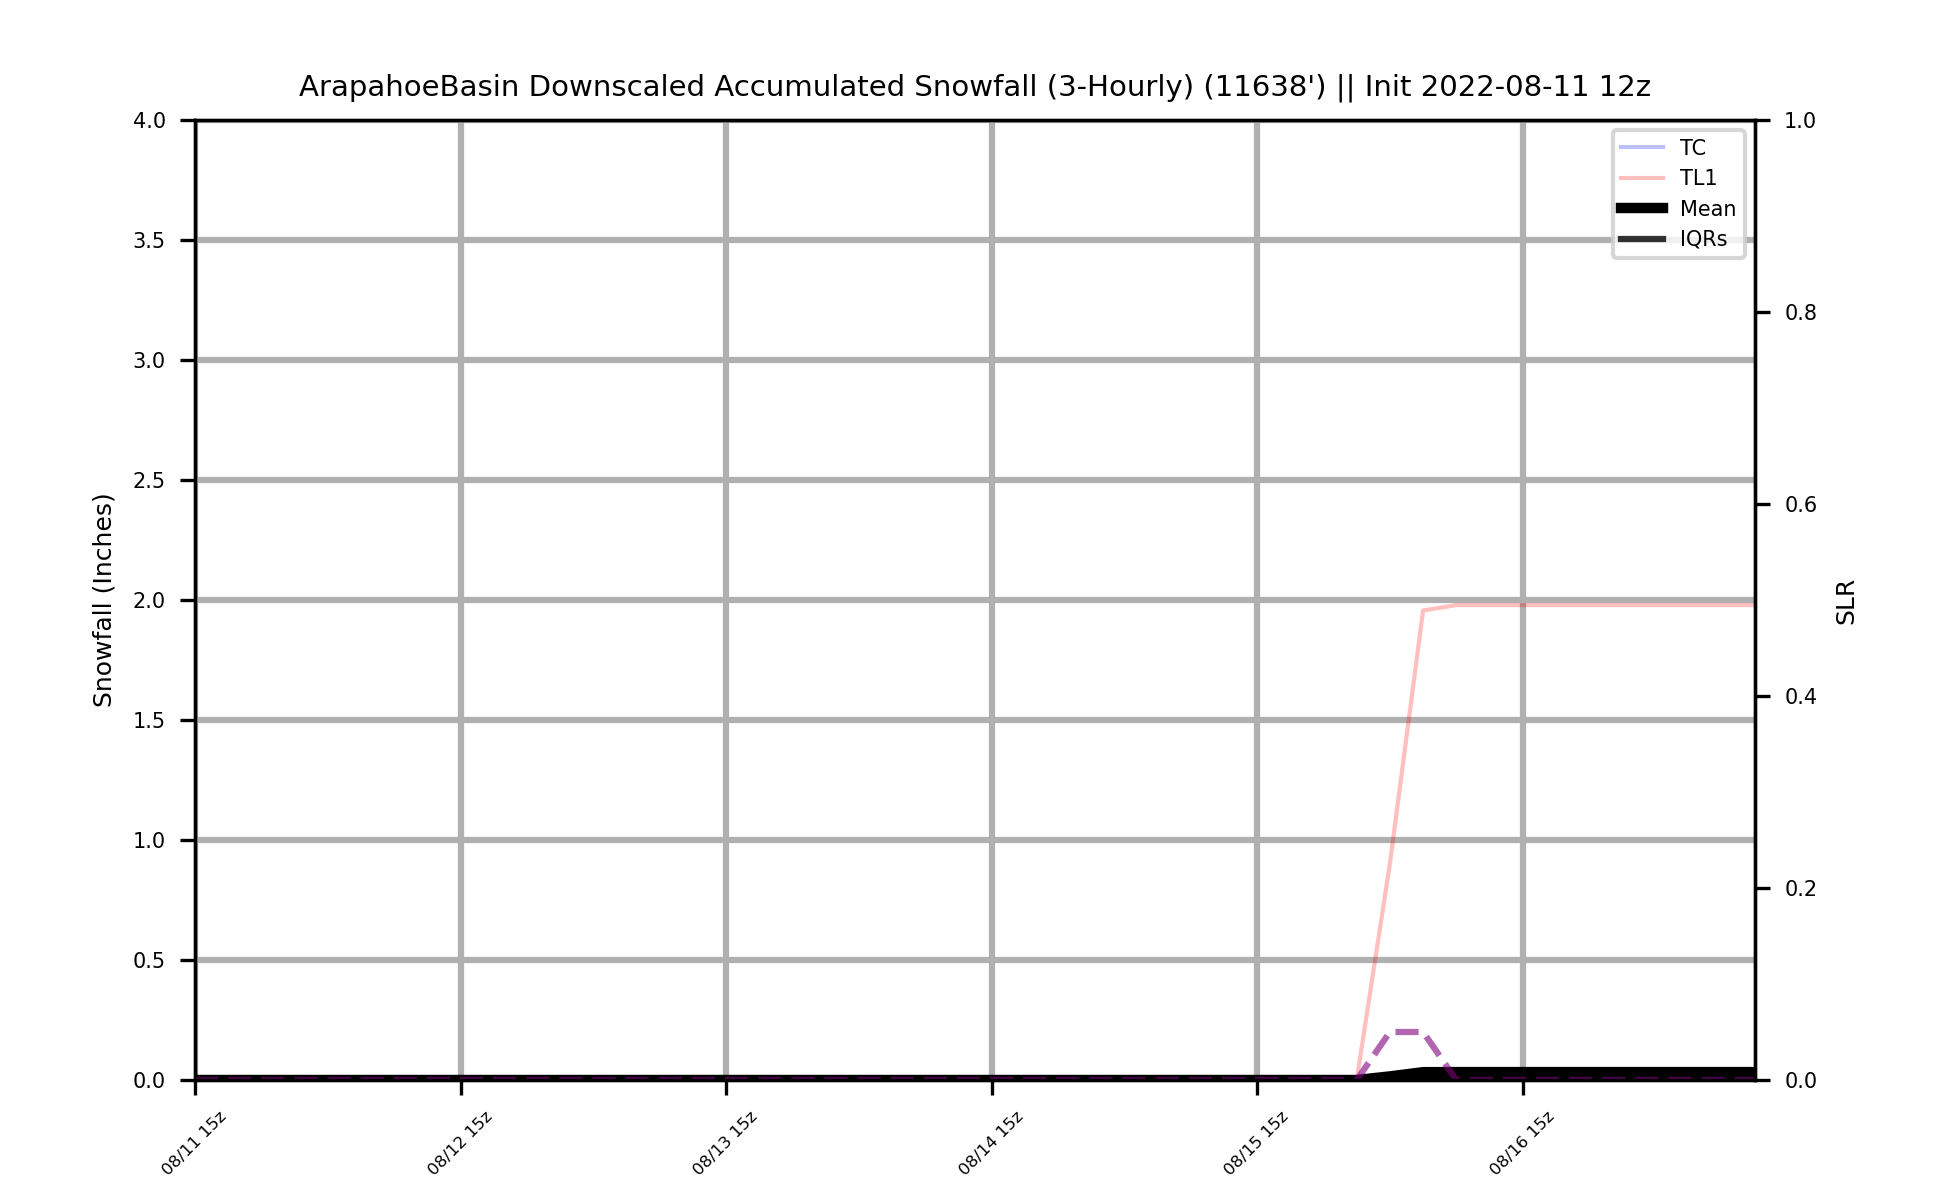 ArapahoeBasin Downscaled Accumulated Snowfall (3-Hourly) (11638') || Init 2022-08-11 12z
4.0
3.5
3.0
2.5
2.0
1.5
1.0
0.5
0.0
Snowfall (Inches)
1.0
0.8
0.6
0.4
0.2
0.0
SLR
TC
TL1
Mean
IQRs
08/11 15z
08/12 15z
08/13 15z
08/14 15z
08/15 15z
08/16 15z